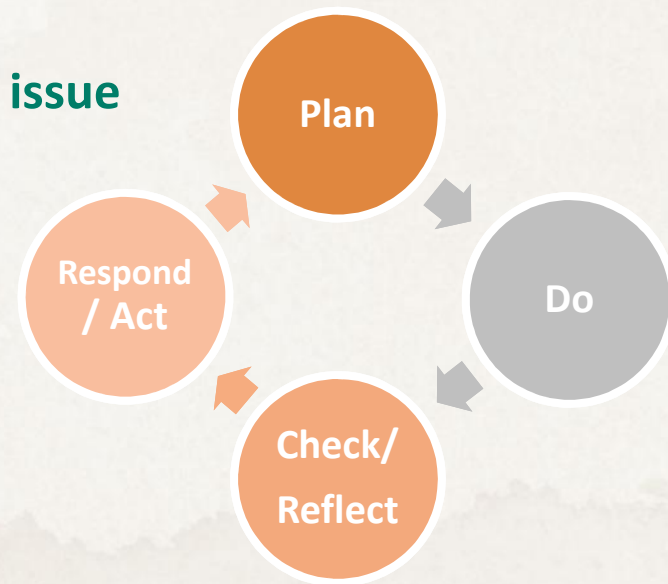 issue
Plan
Do
Check/
Reflect
Respond
/ Act